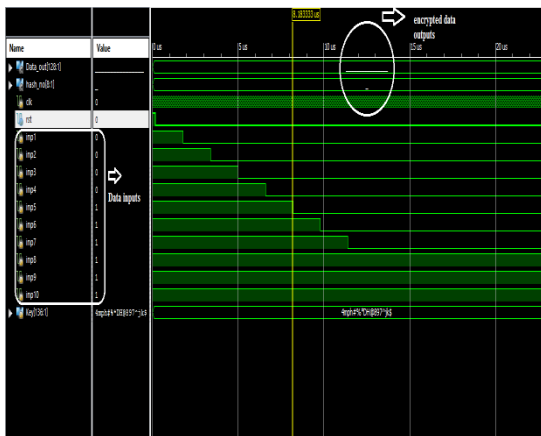 8.183333 us
encrypted data
outputs
Name Value 0 us 5 us 10 us 15 us 20 us
Data_out[128:1]
hash_no[8:1]
clk 0
rst 0
inp1 0
inp2 0
inp3 0
inp4 0
inp5 1
inp6 1
inp7 1
inp8 1
inp9 1
inp10 1
Data inputs
Key[136:1]